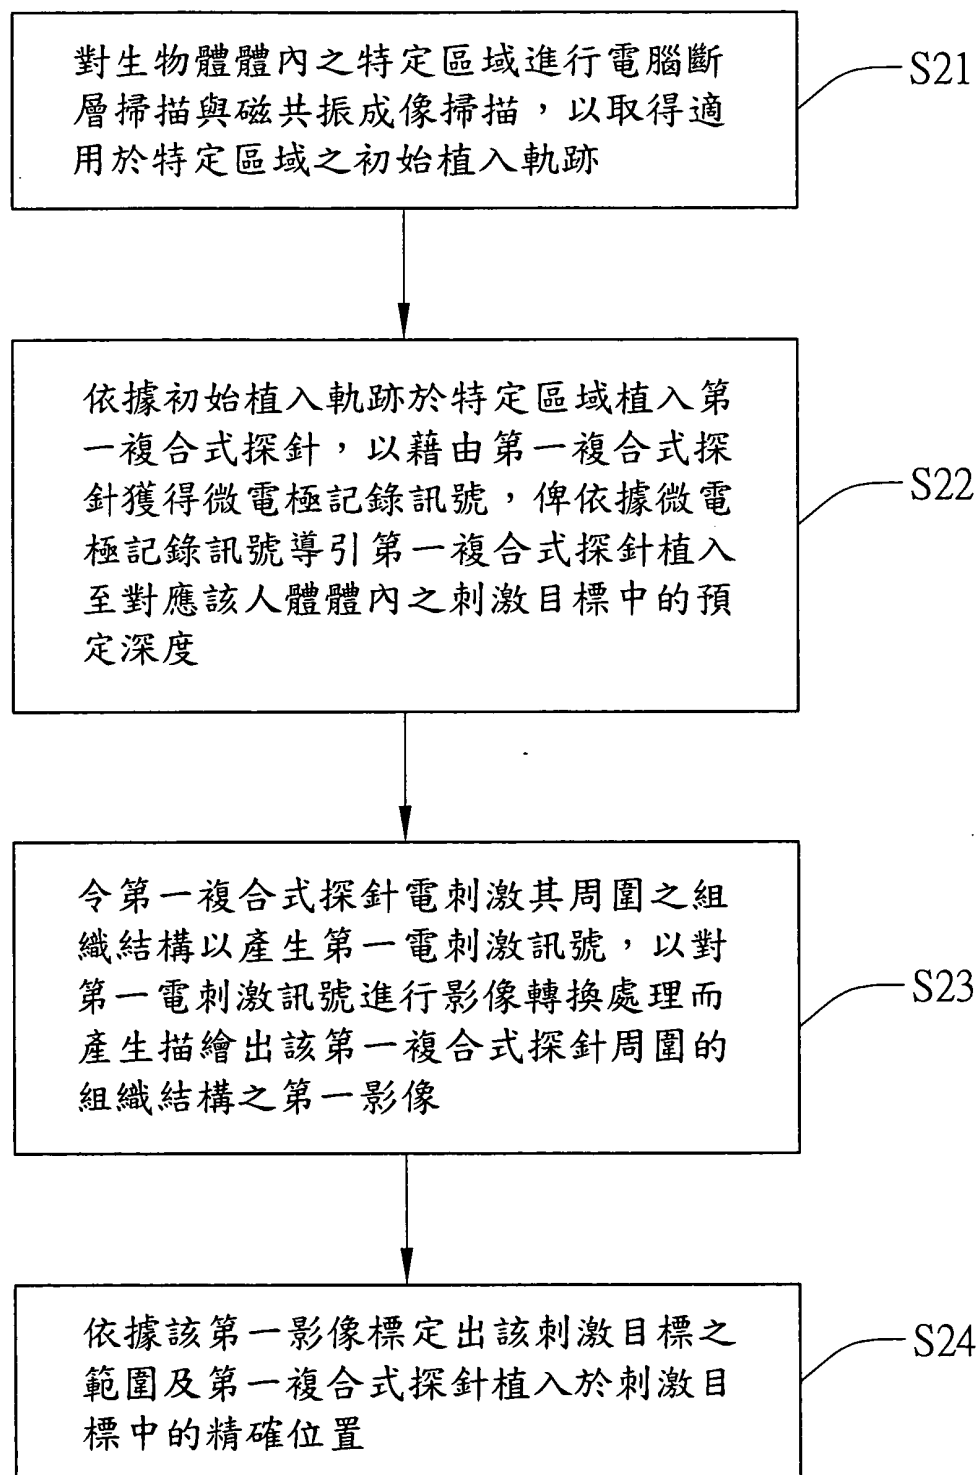 對生物體體內之特定區域進行電腦斷
層掃描與磁共振成像掃描，以取得適
用於特定區域之初始植入軌跡
S21
依據初始植入軌跡於特定區域植入第
一複合式探針，以藉由第一複合式探
針獲得微電極記錄訊號，俾依據微電
極記錄訊號導引第一複合式探針植入
至對應該人體體內之刺激目標中的預
定深度
S22
令第一複合式探針電刺激其周圍之組
織結構以產生第一電刺激訊號，以對
第一電刺激訊號進行影像轉換處理而
產生描繪出該第一複合式探針周圍的
組織結構之第一影像
S23
依據該第一影像標定出該刺激目標之
範圍及第一複合式探針植入於刺激目
標中的精確位置
S24